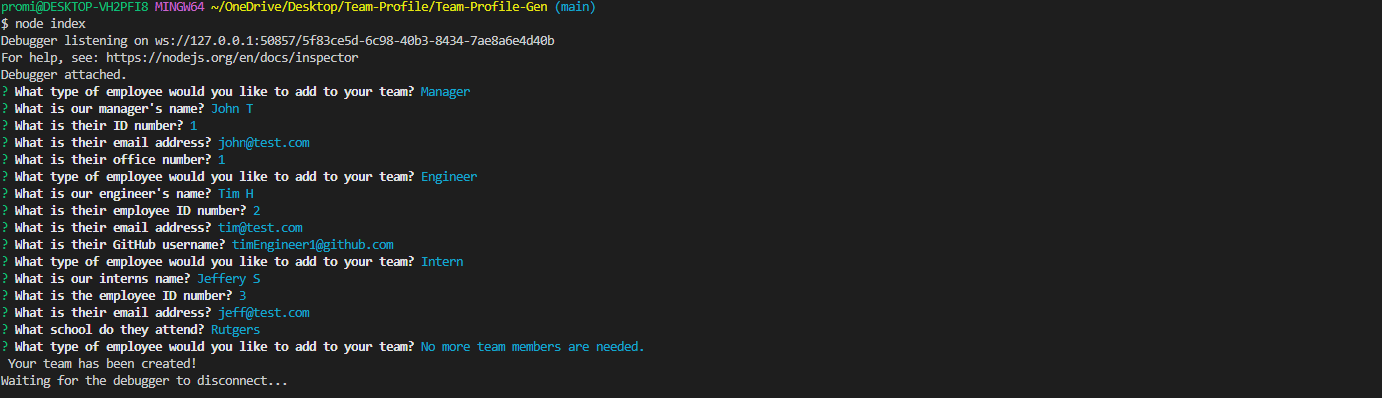 promi@DESKTOP-VH2PFI8 MINGW64 ~/OneDrive/Desktop/Team-Profile/Team-Profile-Gen (main)
$ node index
Debugger listening on ws://127.0.0.1:50857/5f83ce5d-6c98-40b3-8434-7ae8a6e4d40b
For help, see: https://nodejs.org/en/docs/inspector
Debugger attached.
? What type of employee would you like to add to your team? Manager
? What is our manager's name? John T
? What is their ID number? 1
? What is their email address? john@test.com
? What is their office number? 1
? What type of employee would you like to add to your team? Engineer
? What is our engineer's name? Tim H
? What is their employee ID number? 2
? What is their email address? tim@test.com
? What is their GitHub username? timEngineer1@github.com
? What type of employee would you like to add to your team? Intern
? What is our interns name? Jeffery S
? What is the employee ID number? 3
? What is their email address? jeff@test.com
? What school do they attend? Rutgers
? What type of employee would you like to add to your team? No more team members are needed.
 Your team has been created!
Waiting for the debugger to disconnect...